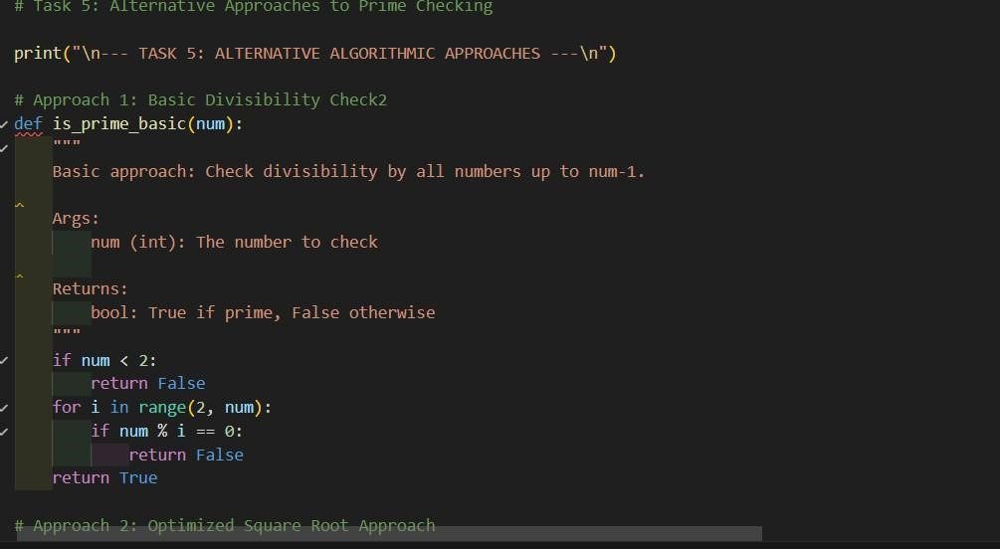 # Task 5: Alternative Approaches to Prime Checking
print("\n--- TASK 5: ALTERNATIVE ALGORITHMIC APPROACHES ---\n")
# Approach 1: Basic Divisibility Check2
def is_prime_basic(num):
"""
Basic approach: Check divisibility by all numbers up to num-1.
Args:
num (int): The number to check
Returns:
bool: True if prime, False otherwise
"""
if num < 2:
return False
for i in range(2, num):
if num % i == 0:
return False
return True
# Approach 2: Optimized Square Root Approach